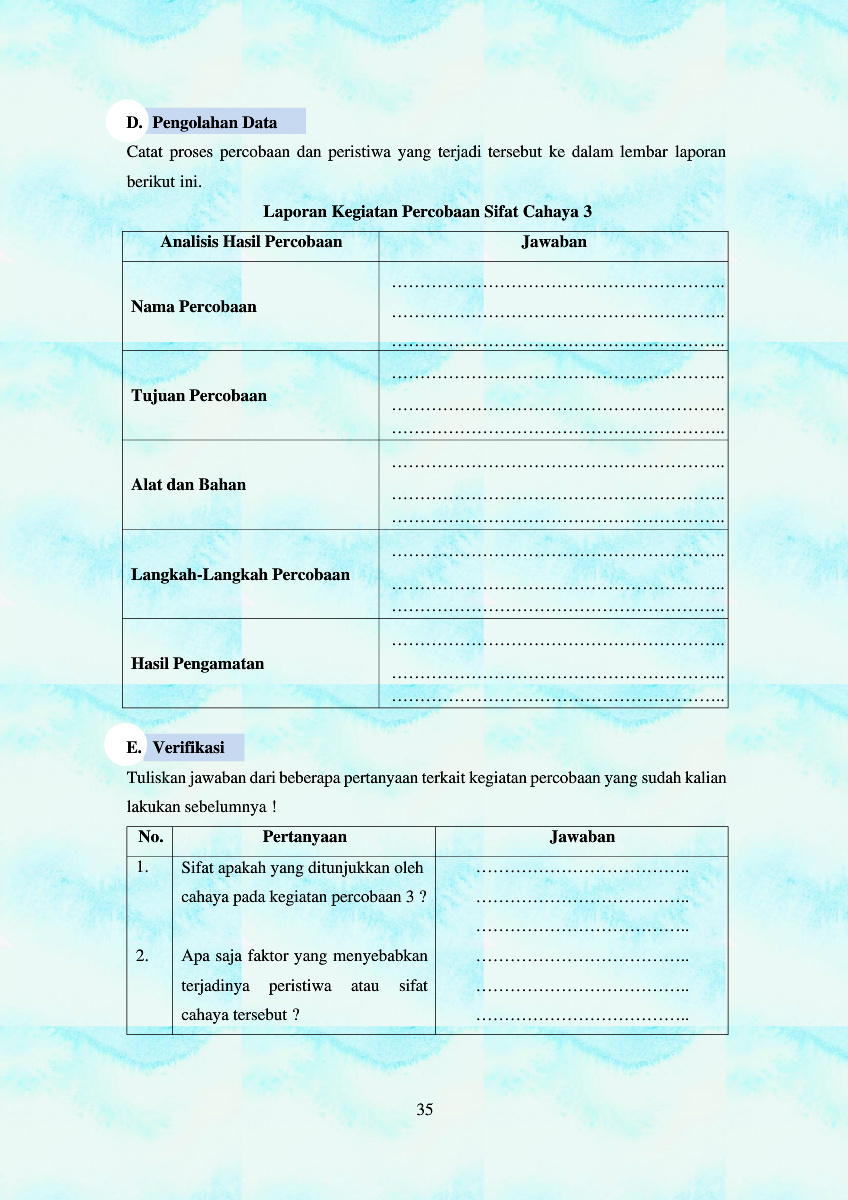 D. Pengolahan Data
Catat proses percobaan dan peristiwa yang terjadi tersebut ke dalam lembar laporan
berikut ini.
Laporan Kegiatan Percobaan Sifat Cahaya 3
Analisis Hasil Percobaan Jawaban
…………………………………………………..
Nama Percobaan
…………………………………………………..
…………………………………………………..
…………………………………………………..
Tujuan Percobaan
…………………………………………………..
…………………………………………………..
…………………………………………………..
Alat dan Bahan
…………………………………………………..
…………………………………………………..
…………………………………………………..
Langkah-Langkah Percobaan
…………………………………………………..
…………………………………………………..
…………………………………………………..
Hasil Pengamatan
…………………………………………………..
…………………………………………………..
E. Verifikasi
Tuliskan jawaban dari beberapa pertanyaan terkait kegiatan percobaan yang sudah kalian
lakukan sebelumnya !
No. Pertanyaan Jawaban
1. Sifat apakah yang ditunjukkan oleh ………………………………..
cahaya pada kegiatan percobaan 3 ? ………………………………..
………………………………..
2. Apa saja faktor yang menyebabkan ………………………………..
terjadinya peristiwa atau sifat ………………………………..
cahaya tersebut ? ………………………………..
35